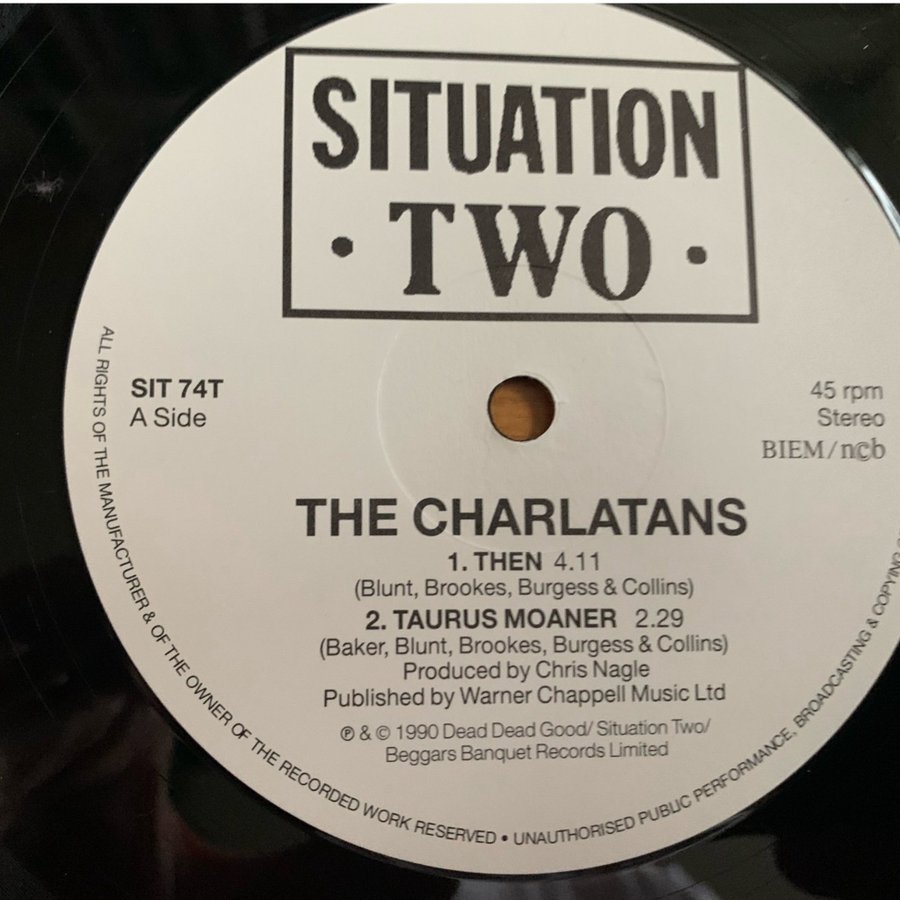 SITUATION
• TWO •
SIT 74T
A Side
45 rpm
Stereo
BIEM/ncb
THE CHARLATANS
1. THEN 4.11
(Blunt, Brookes, Burgess & Collins)
2. TAURUS MOANER 2.29
(Baker, Blunt, Brookes, Burgess & Collins)
Produced by Chris Nagle
Published by Warner Chappell Music Ltd
℗ & © 1990 Dead Dead Good/ Situation Two/
Beggars Banquet Records Limited
ALL RIGHTS OF THE MANUFACTURER & OF THE OWNER OF THE RECORDED WORK RESERVED • UNAUTHORISED PUBLIC PERFORMANCE, BROADCASTING & COPYING